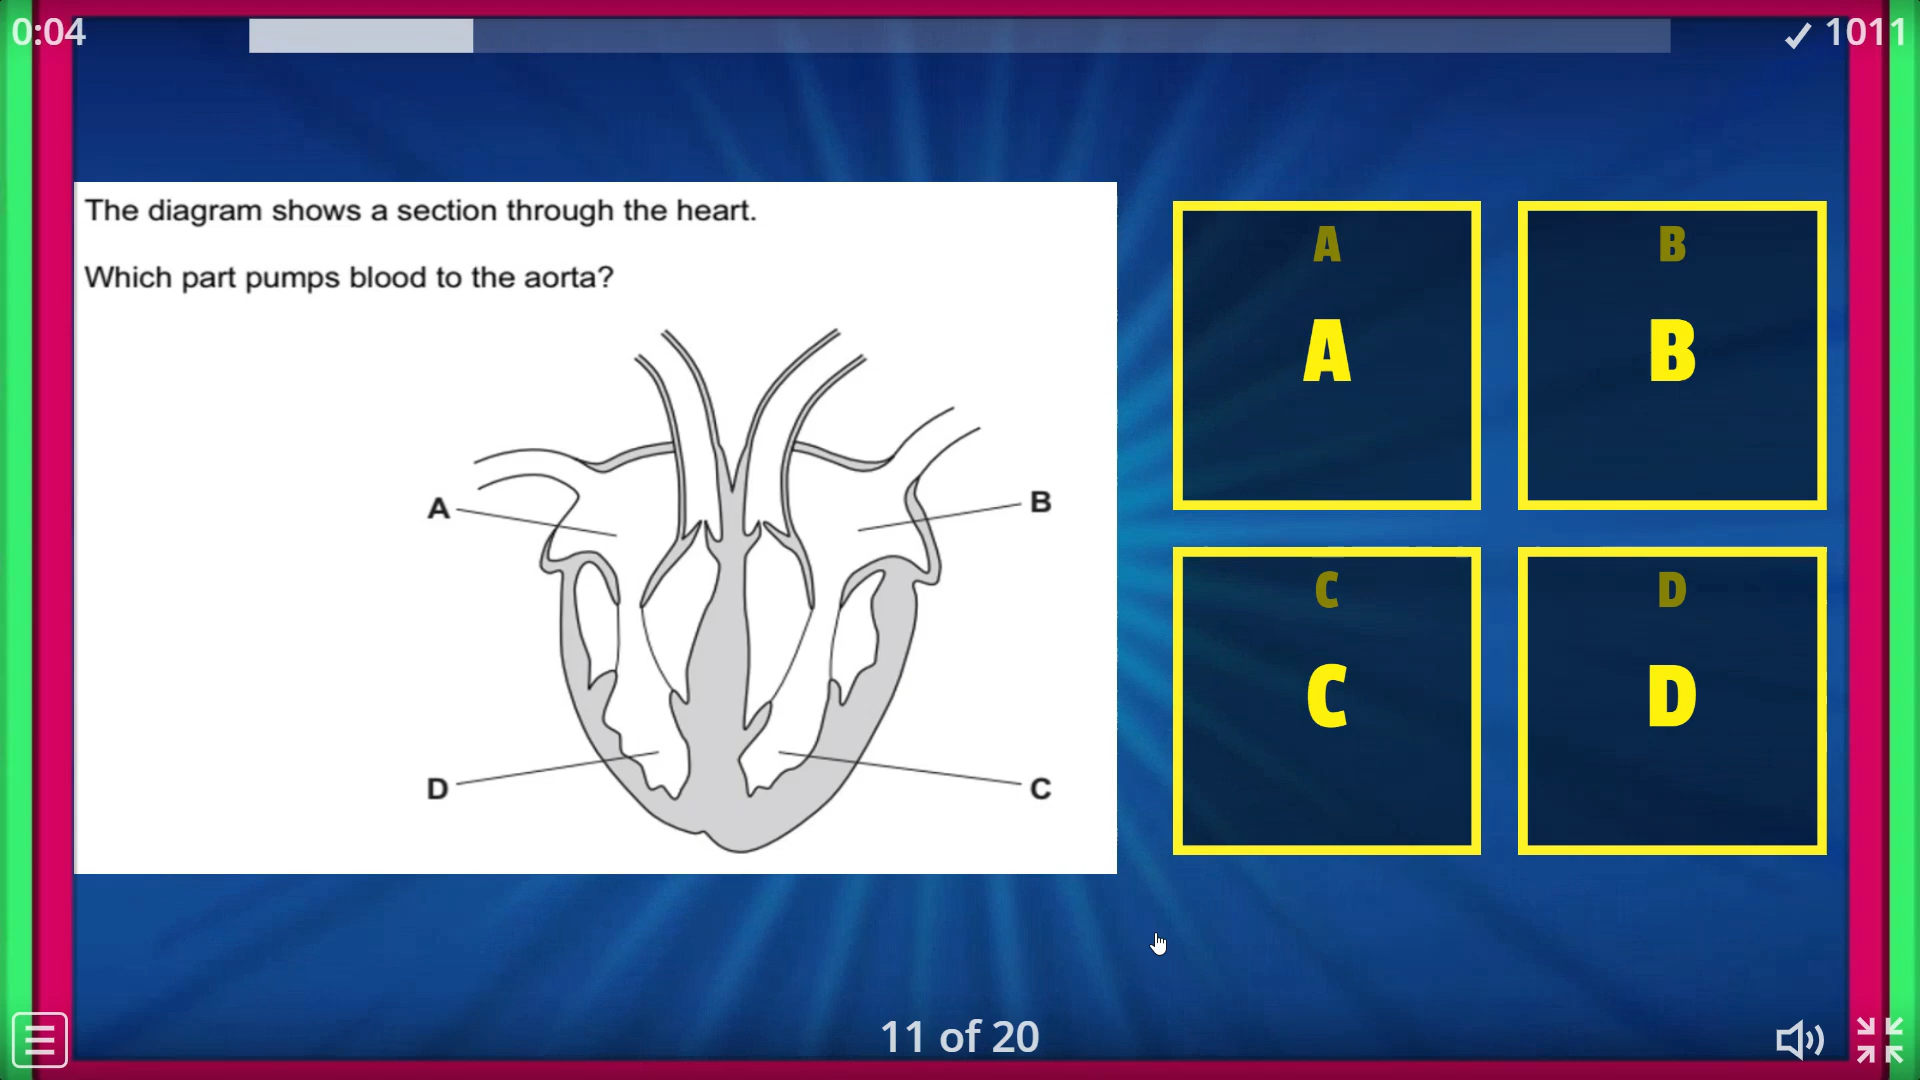 0:04
1011
The diagram shows a section through the heart.
Which part pumps blood to the aorta?
A
B
D
C
A
A
B
B
C
C
D
D
11 of 20